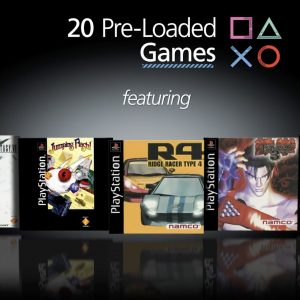 20 Pre-Loaded
Games
featuring
PlayStation
Jumping Flash!
PlayStation
R4
RIDGE RACER TYPE 4
namco
PlayStation
namco